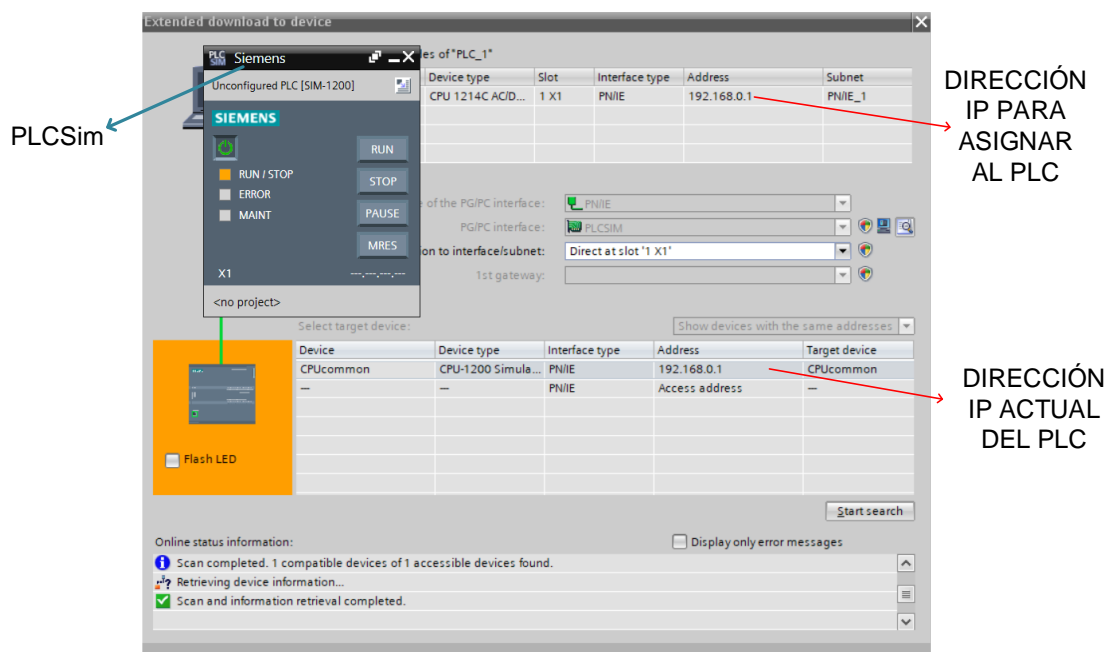 Extended download to device
les of "PLC_1"
Device type Slot Interface type Address Subnet
CPU 1214C AC/D... 1 X1 PN/IE 192.168.0.1 PN/IE_1
PLC SIM Siemens
Unconfigured PLC [SIM-1200]
SIEMENS
RUN
RUN / STOP
STOP
ERROR
MAINT
PAUSE
MRES
X1 ---.---.---.---
<no project>
PLCSim
DIRECCIÓN
IP PARA
ASIGNAR
AL PLC
e of the PG/PC interface: PN/IE
PG/PC interface: PLCSIM
ion to interface/subnet: Direct at slot '1 X1'
1st gateway:
Select target device: Show devices with the same addresses
Device Device type Interface type Address Target device
CPUcommon CPU-1200 Simula... PN/IE 192.168.0.1 CPUcommon
— — PN/IE Access address —
DIRECCIÓN
IP ACTUAL
DEL PLC
Flash LED
Start search
Online status information: Display only error messages
Scan completed. 1 compatible devices of 1 accessible devices found.
Retrieving device information...
Scan and information retrieval completed.